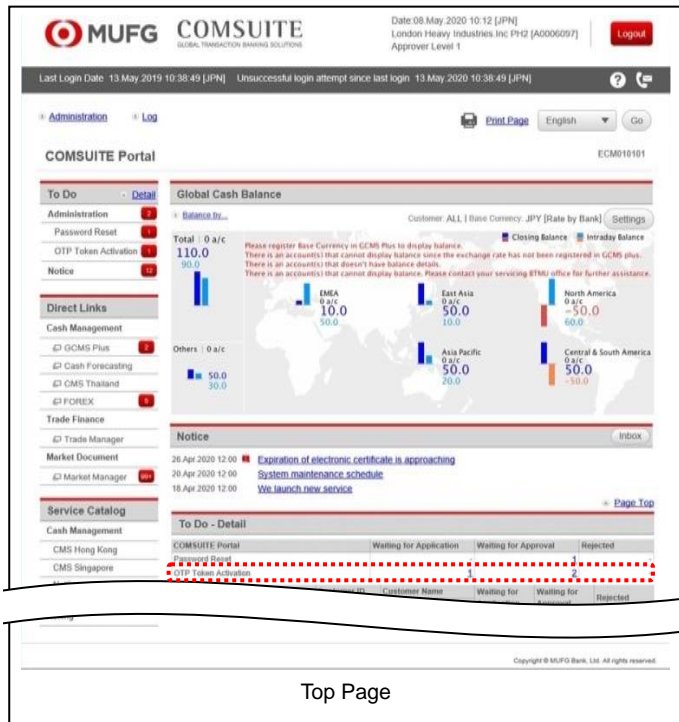 MUFG COMSUITE
GLOBAL TRANSACTION BANKING SOLUTIONS
Date:08.May.2020 10:12 [JPN]
London Heavy Industries.Inc PH2 [A0006097]
Approver Level 1
Logout
Last Login Date 13.May.2019 10:38:49 [JPN] Unsuccessful login attempt since last login 13.May.2020 10:38:49 [JPN]
Administration Log
Print Page English Go
COMSUITE Portal ECM010101
To Do Detail
Administration 2
Password Reset 1
OTP Token Activation 1
Notice 12
Direct Links
Cash Management
GCMS Plus 2
Cash Forecasting
CMS Thailand
FOREX 5
Trade Finance
Trade Manager
Market Document
Market Manager 99+
Service Catalog
Cash Management
CMS Hong Kong
CMS Singapore
Global Cash Balance
Balance by...
Customer: ALL | Base Currency: JPY [Rate by Bank] Settings
Closing Balance Intraday Balance
Total 0 a/c
110.0
90.0
Please register Base Currency in GCMS Plus to display balance.
There is an account(s) that cannot display balance since the exchange rate has not been registered in GCMS plus.
There is an account(s) that doesn't have balance details.
There is an account(s) that cannot display balance. Please contact your servicing BTMU office for further assistance.
EMEA
0 a/c
10.0
50.0
East Asia
0 a/c
50.0
10.0
North America
0 a/c
-50.0
60.0
Others 0 a/c
50.0
30.0
Asia Pacific
0 a/c
50.0
20.0
Central & South America
0 a/c
50.0
-50.0
Notice Inbox
26.Apr.2020 12:00 Expiration of electronic certificate is approaching
20.Apr.2020 12:00 System maintenance schedule
18.Apr.2020 12:00 We launch new service
Page Top
To Do - Detail
COMSUITE Portal Waiting for Application Waiting for Approval Rejected
Password Reset - 1 -
OTP Token Activation 1 2
Customer Name Waiting for Waiting for Rejected
Copyright © MUFG Bank, Ltd. All rights reserved.
Top Page